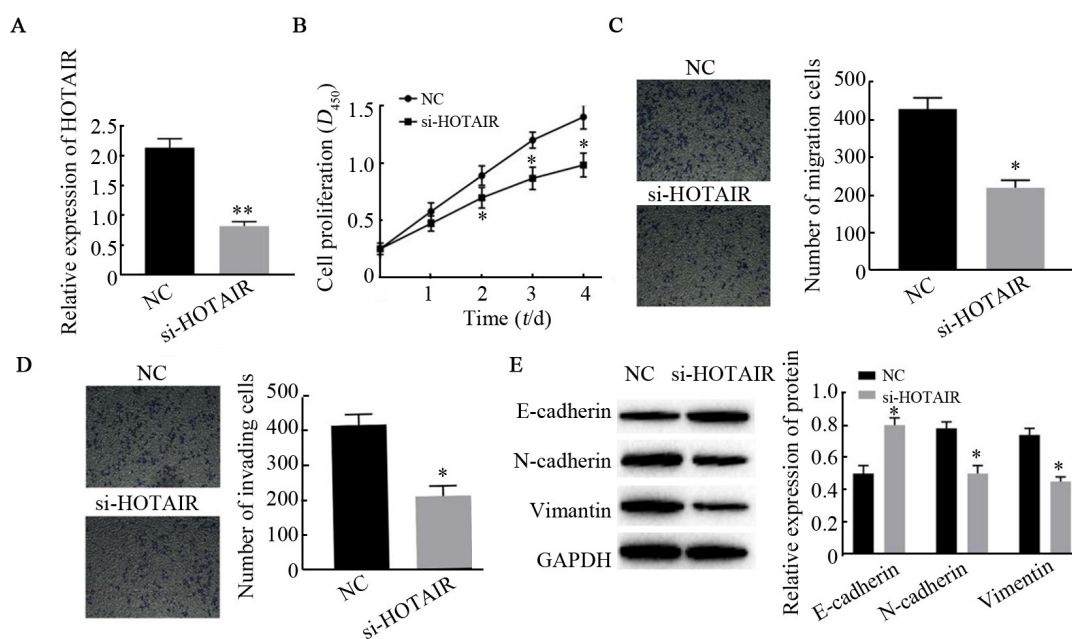 A
Relative expression of HOTAIR
2.5
2.0
1.5
1.0
0.5
0
**
NC
si-HOTAIR
B
Cell proliferation (D450)
NC
si-HOTAIR
1.5
1.0
0.5
0
*
*
*
1 2 3 4
Time (t/d)
C
NC
si-HOTAIR
Number of migration cells
500
400
300
200
100
0
*
NC
si-HOTAIR
D
NC
si-HOTAIR
Number of invading cells
600
400
200
0
*
NC
si-HOTAIR
E
NC si-HOTAIR
E-cadherin
N-cadherin
Vimantin
GAPDH
Relative expression of protein
NC
si-HOTAIR
1.0
0.8
0.6
0.4
0.2
0
*
*
*
E-cadherin
N-cadherin
Vimentin